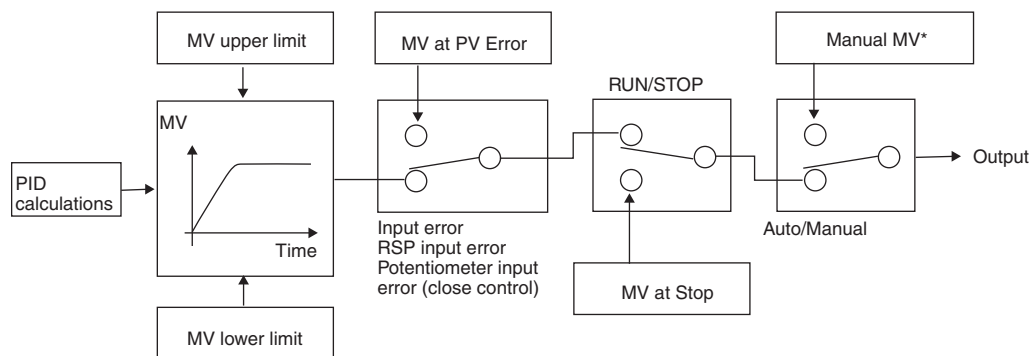 MV upper limit
MV at PV Error
Manual MV*
RUN/STOP
MV
PID
calculations
Time
Output
Input error
RSP input error
Potentiometer input
error (close control)
Auto/Manual
MV at Stop
MV lower limit